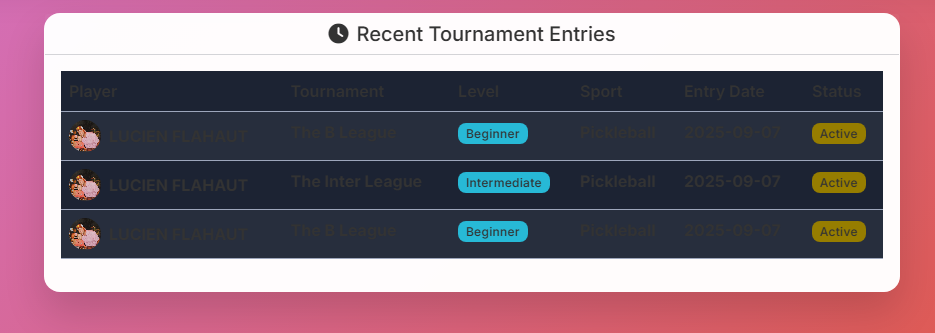 Recent Tournament Entries
Player Tournament Level Sport Entry Date Status
LUCIEN FLAHAUT The B League Beginner Pickleball 2025-09-07 Active
LUCIEN FLAHAUT The Inter League Intermediate Pickleball 2025-09-07 Active
LUCIEN FLAHAUT The B League Beginner Pickleball 2025-09-07 Active